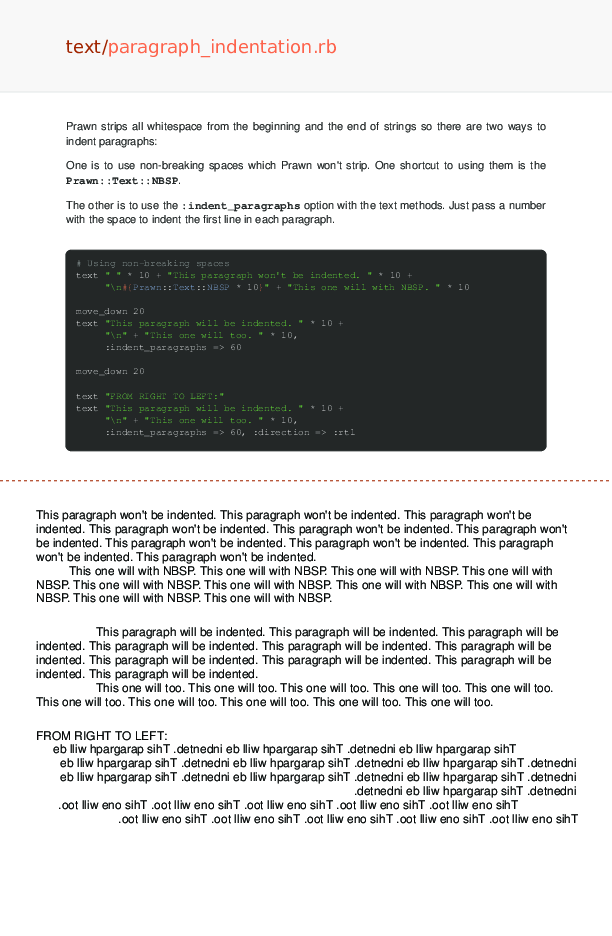 text/paragraph_indentation.rb
Prawn strips all whitespace from the beginning and the end of strings so there are two ways to
indent paragraphs:
One is to use non-breaking spaces which Prawn won't strip. One shortcut to using them is the
Prawn::Text::NBSP.
The other is to use the :indent_paragraphs option with the text methods. Just pass a number
with the space to indent the first line in each paragraph.
# Using non-breaking spaces
text " " * 10 + "This paragraph won't be indented. " * 10 +
"\n#{Prawn::Text::NBSP * 10}" + "This one will with NBSP. " * 10
move_down 20
text "This paragraph will be indented. " * 10 +
"\n" + "This one will too. " * 10,
:indent_paragraphs => 60
move_down 20
text "FROM RIGHT TO LEFT:"
text "This paragraph will be indented. " * 10 +
"\n" + "This one will too. " * 10,
:indent_paragraphs => 60, :direction => :rtl
This paragraph won't be indented. This paragraph won't be indented. This paragraph won't be
indented. This paragraph won't be indented. This paragraph won't be indented. This paragraph won't
be indented. This paragraph won't be indented. This paragraph won't be indented. This paragraph
won't be indented. This paragraph won't be indented.
This one will with NBSP. This one will with NBSP. This one will with NBSP. This one will with
NBSP. This one will with NBSP. This one will with NBSP. This one will with NBSP. This one will with
NBSP. This one will with NBSP. This one will with NBSP.
This paragraph will be indented. This paragraph will be indented. This paragraph will be
indented. This paragraph will be indented. This paragraph will be indented. This paragraph will be
indented. This paragraph will be indented. This paragraph will be indented. This paragraph will be
indented. This paragraph will be indented.
This one will too. This one will too. This one will too. This one will too. This one will too.
This one will too. This one will too. This one will too. This one will too. This one will too.
FROM RIGHT TO LEFT:
eb lliw hpargarap sihT .detnedni eb lliw hpargarap sihT .detnedni eb lliw hpargarap sihT
eb lliw hpargarap sihT .detnedni eb lliw hpargarap sihT .detnedni eb lliw hpargarap sihT .detnedni
eb lliw hpargarap sihT .detnedni eb lliw hpargarap sihT .detnedni eb lliw hpargarap sihT .detnedni
.detnedni eb lliw hpargarap sihT .detnedni
.oot lliw eno sihT .oot lliw eno sihT .oot lliw eno sihT .oot lliw eno sihT .oot lliw eno sihT
.oot lliw eno sihT .oot lliw eno sihT .oot lliw eno sihT .oot lliw eno sihT .oot lliw eno sihT